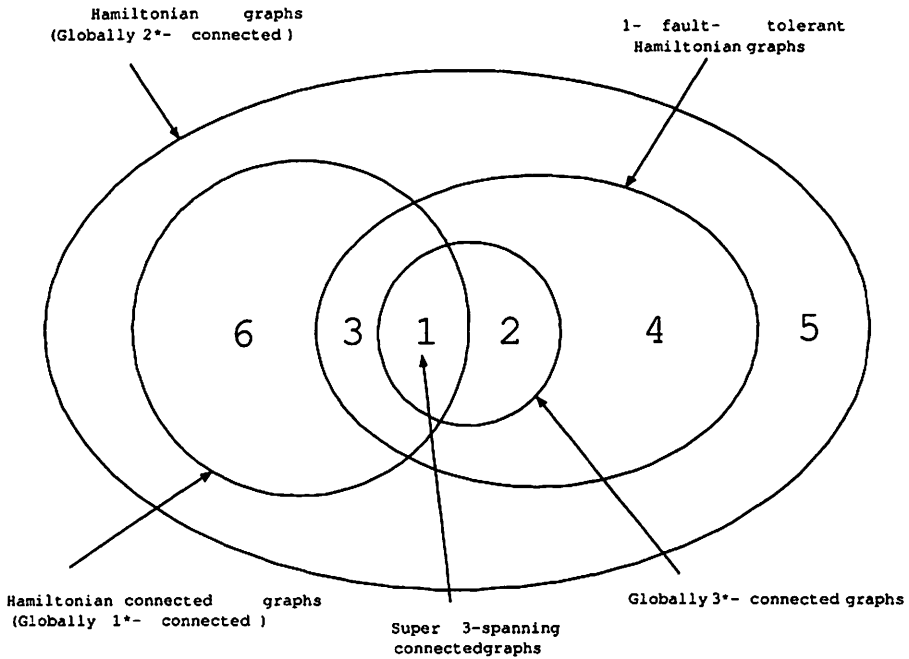 Hamiltonian graphs
(Globally 2*- connected )
1- fault- tolerant
Hamiltonian graphs
6
3
1
2
4
5
Hamiltonian connected graphs
(Globally 1*- connected )
Super 3-spanning
connectedgraphs
Globally 3*- connected graphs